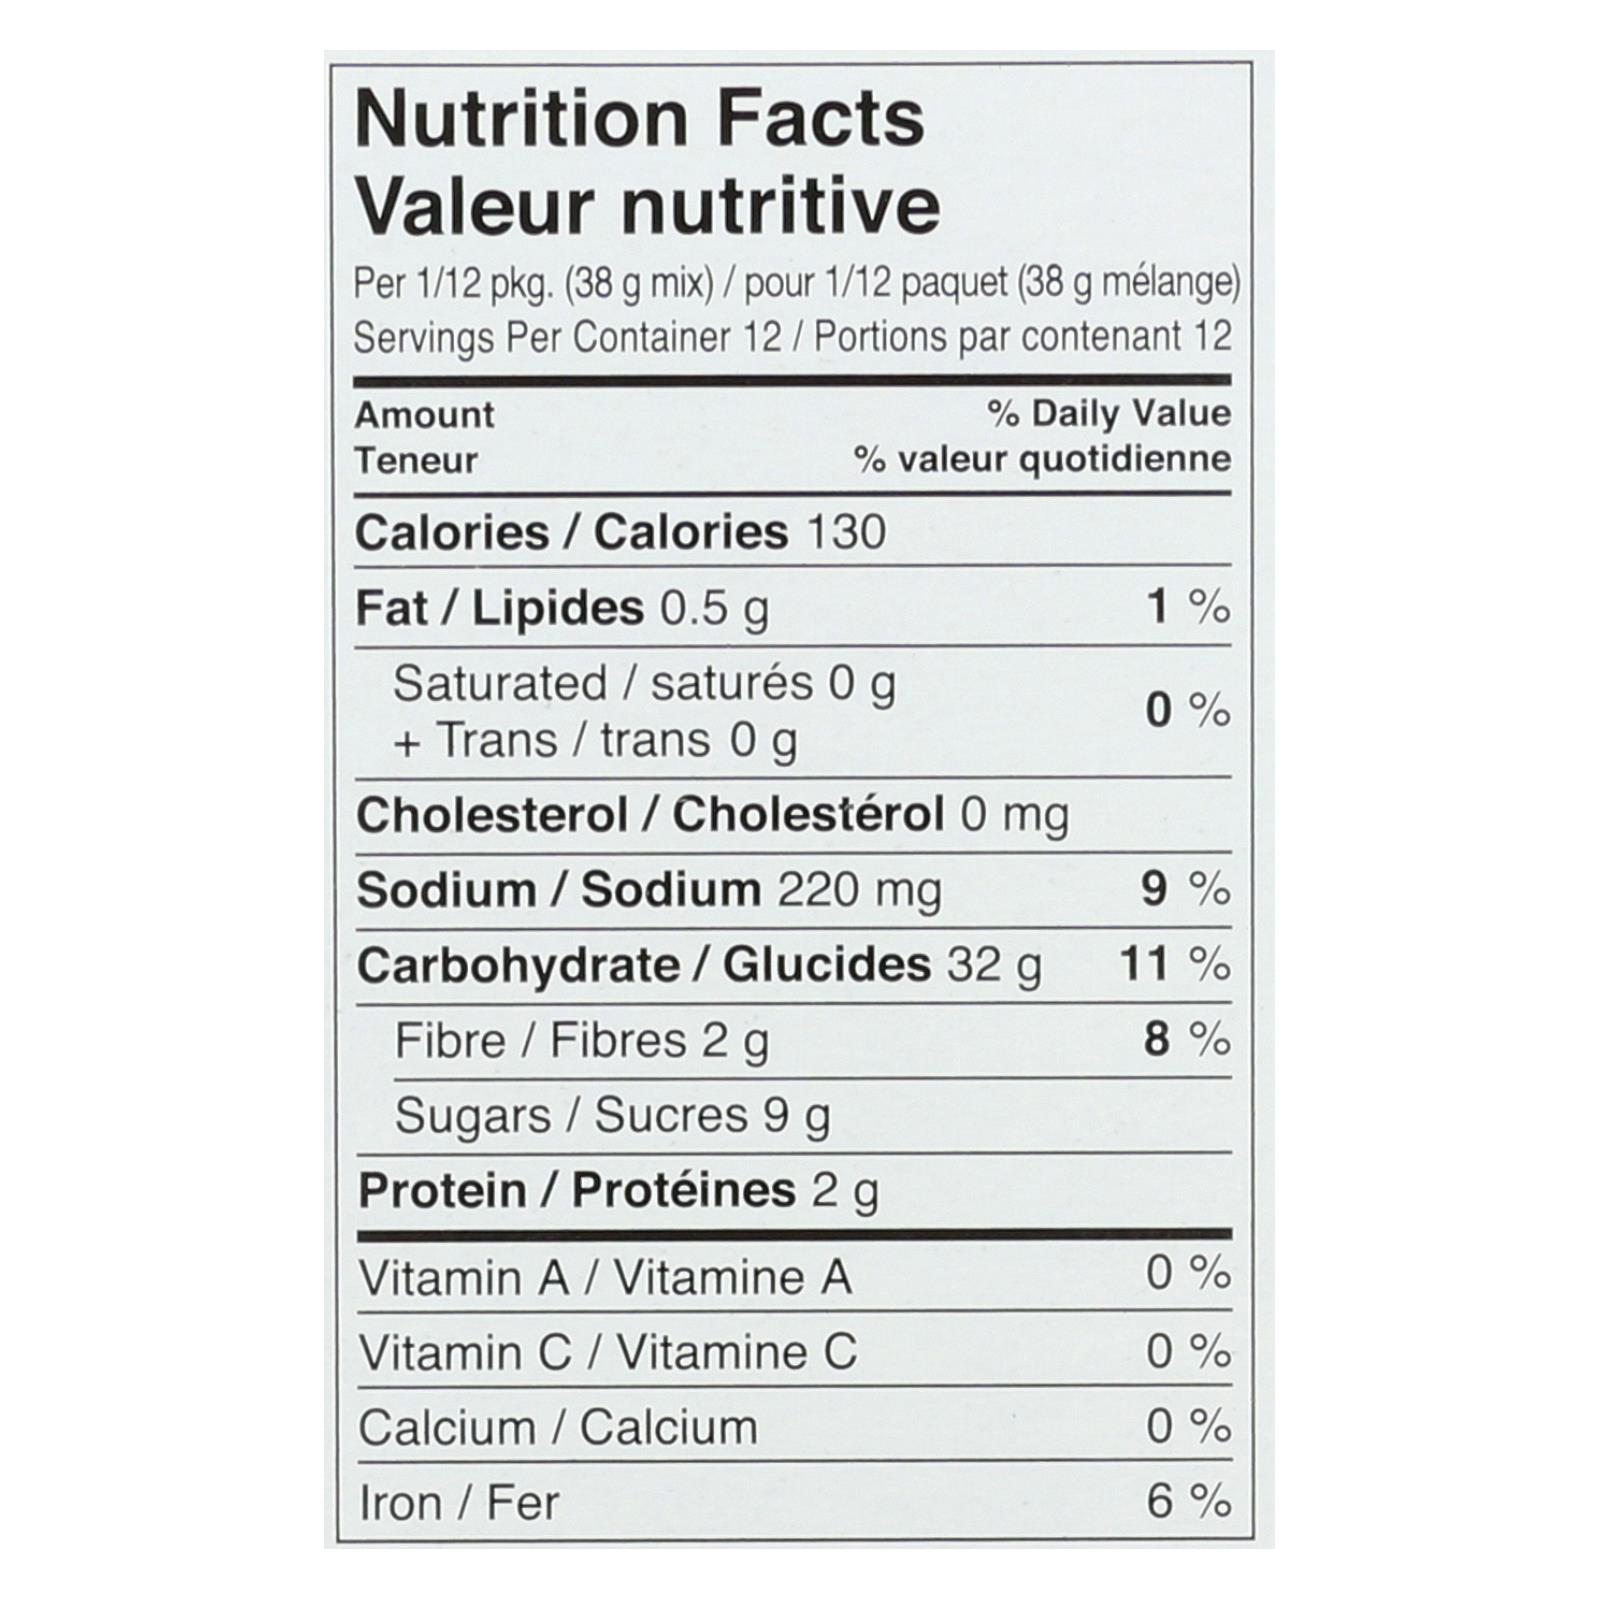 Nutrition Facts
Valeur nutritive
Per 1/12 pkg. (38 g mix) / pour 1/12 paquet (38 g mélange)
Servings Per Container 12 / Portions par contenant 12
Amount % Daily Value
Teneur % valeur quotidienne
Calories / Calories 130
Fat / Lipides 0.5 g 1 %
Saturated / saturés 0 g
+ Trans / trans 0 g 0 %
Cholesterol / Cholestérol 0 mg
Sodium / Sodium 220 mg 9 %
Carbohydrate / Glucides 32 g 11 %
Fibre / Fibres 2 g 8 %
Sugars / Sucres 9 g
Protein / Protéines 2 g
Vitamin A / Vitamine A 0 %
Vitamin C / Vitamine C 0 %
Calcium / Calcium 0 %
Iron / Fer 6 %